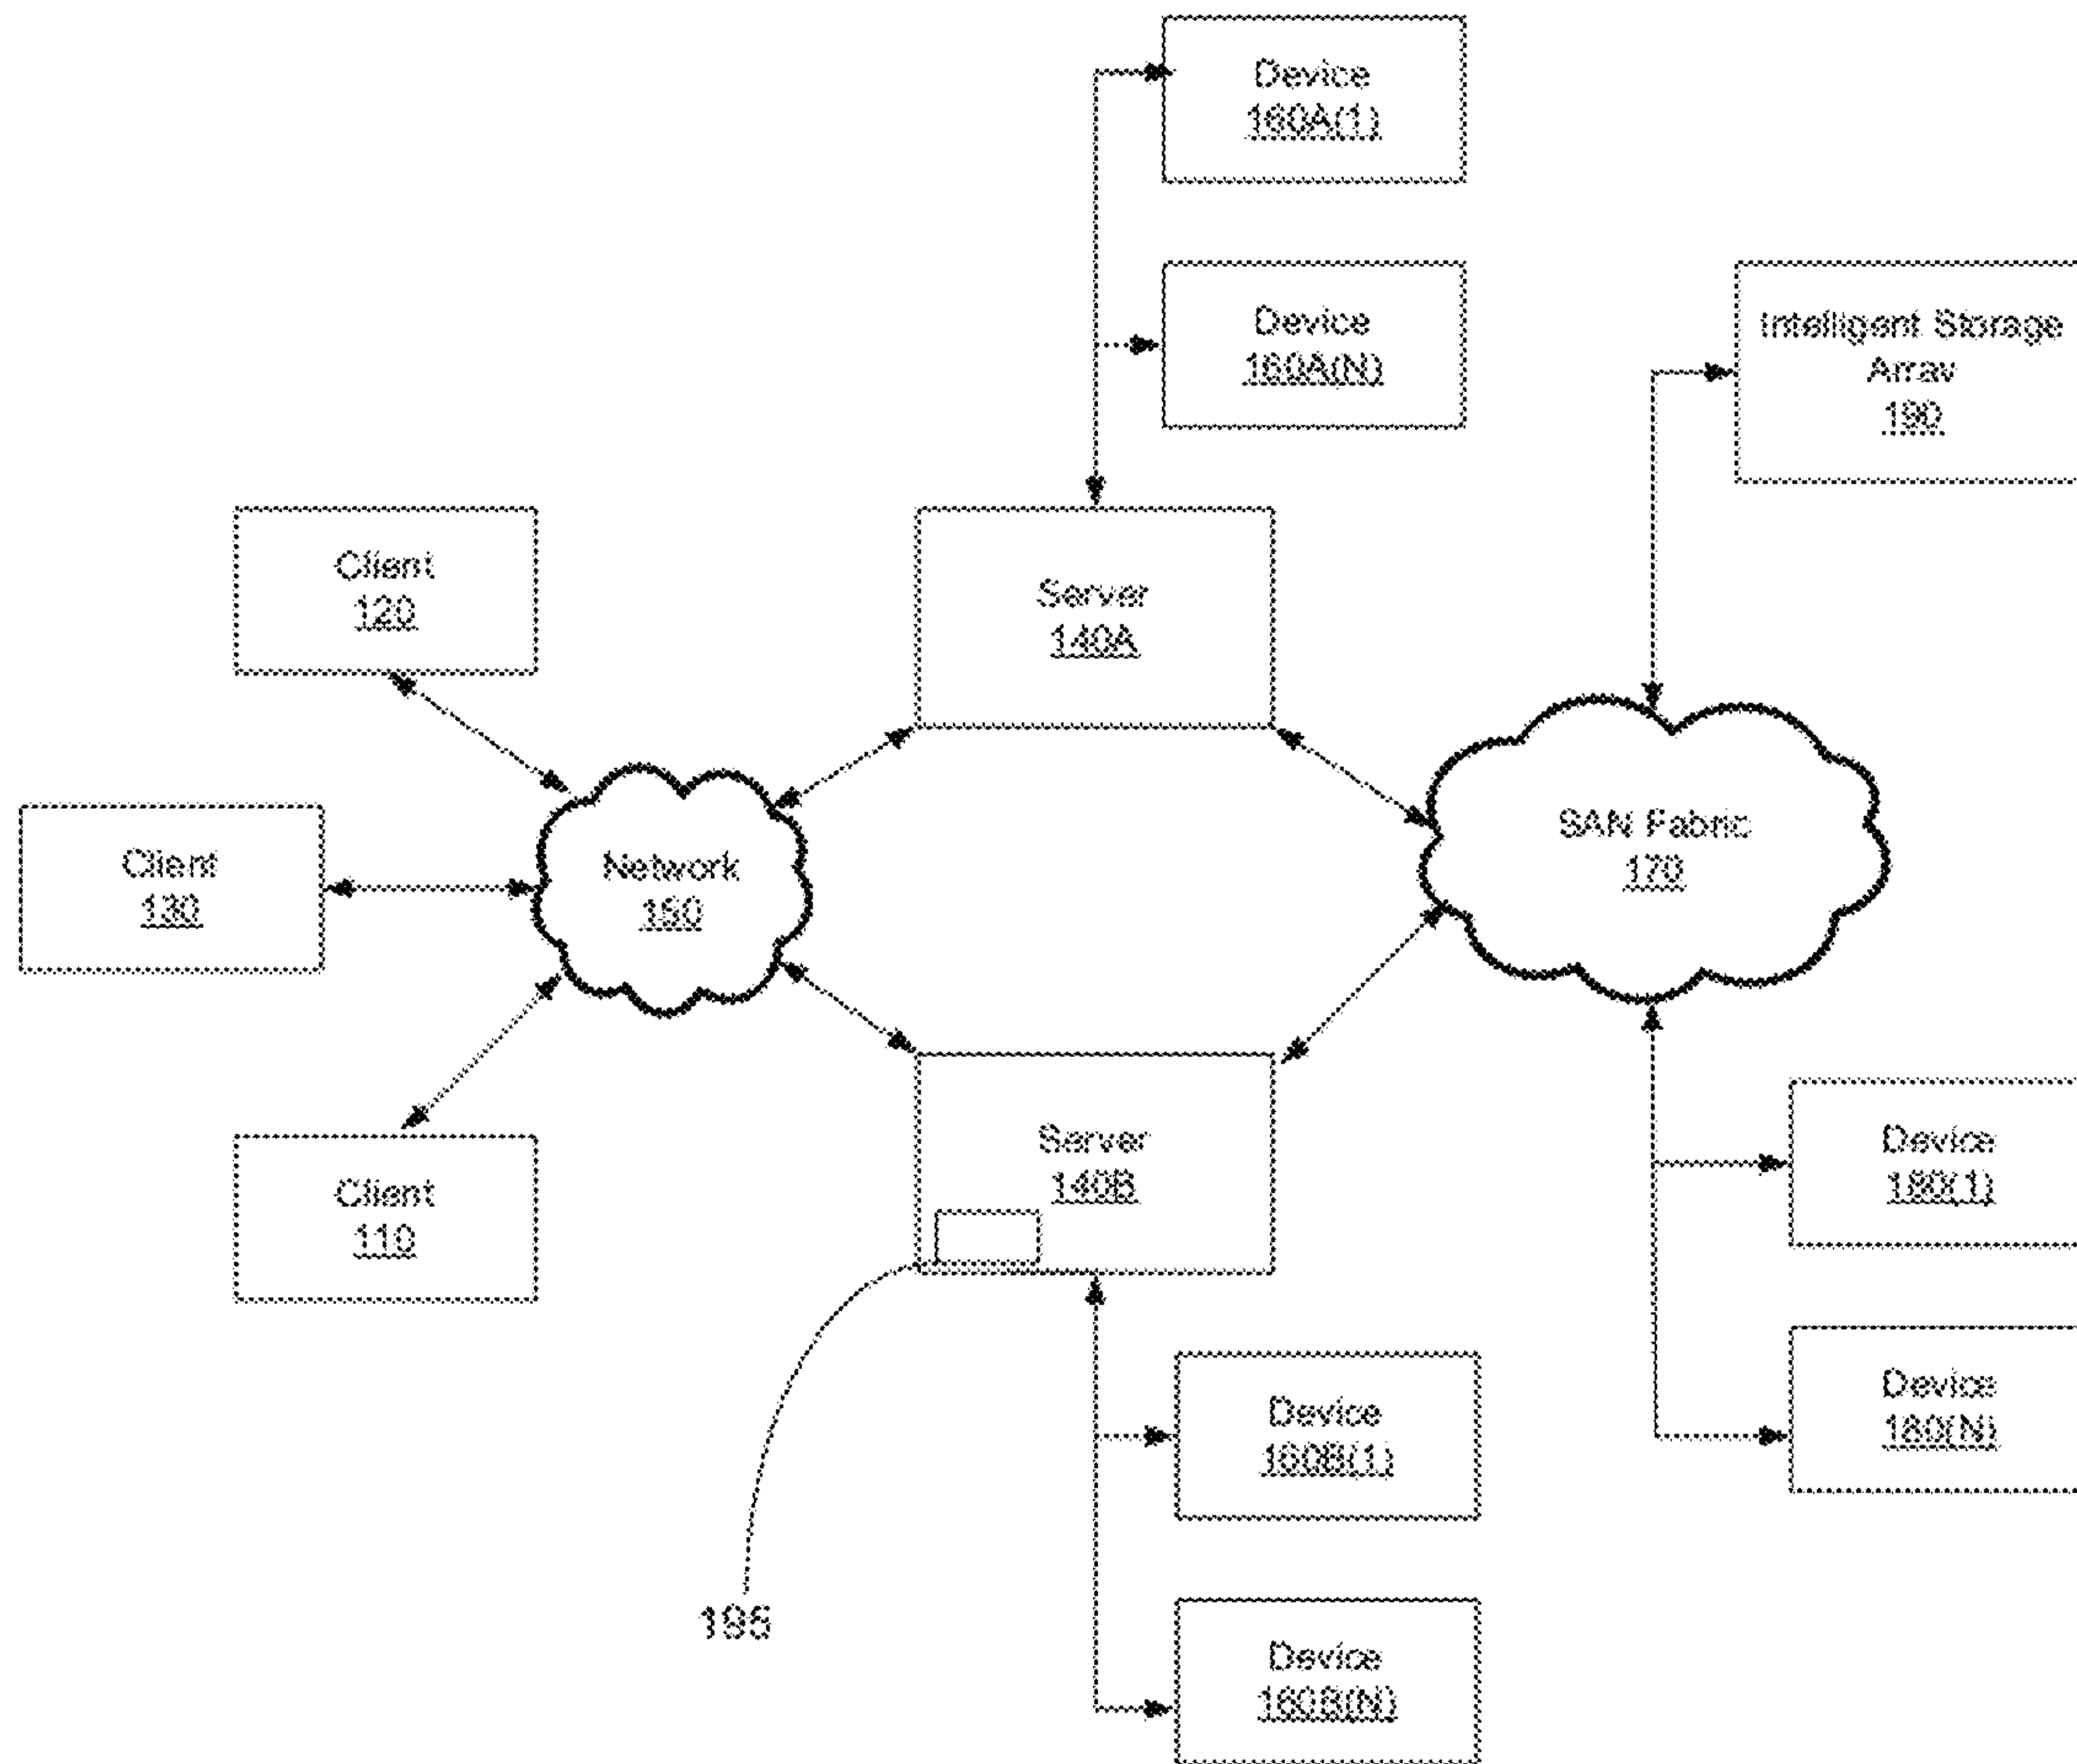 Device
160A(1)
Device
160A(N)
Intelligent Storage
Array
190
Client
120
Server
140A
SAN Fabric
170
Client
130
Network
150
Server
140B
Client
110
Device
180(1)
Device
180(N)
Device
160B(1)
Device
160B(N)
195